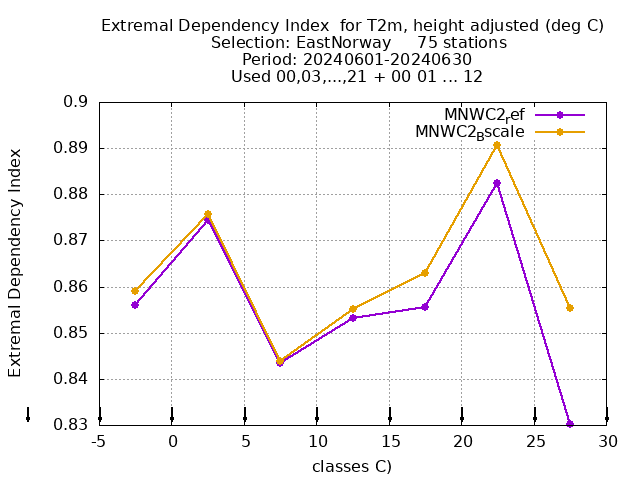 Extremal Dependency Index  for T2m, height adjusted (deg C)
Selection: EastNorway     75 stations
Period: 20240601-20240630
Used 00,03,...,21 + 00 01 ... 12
MNWC2ref
MNWC2Bscale
Extremal Dependency Index
0.9
0.89
0.88
0.87
0.86
0.85
0.84
0.83
-5 0 5 10 15 20 25 30
classes C)